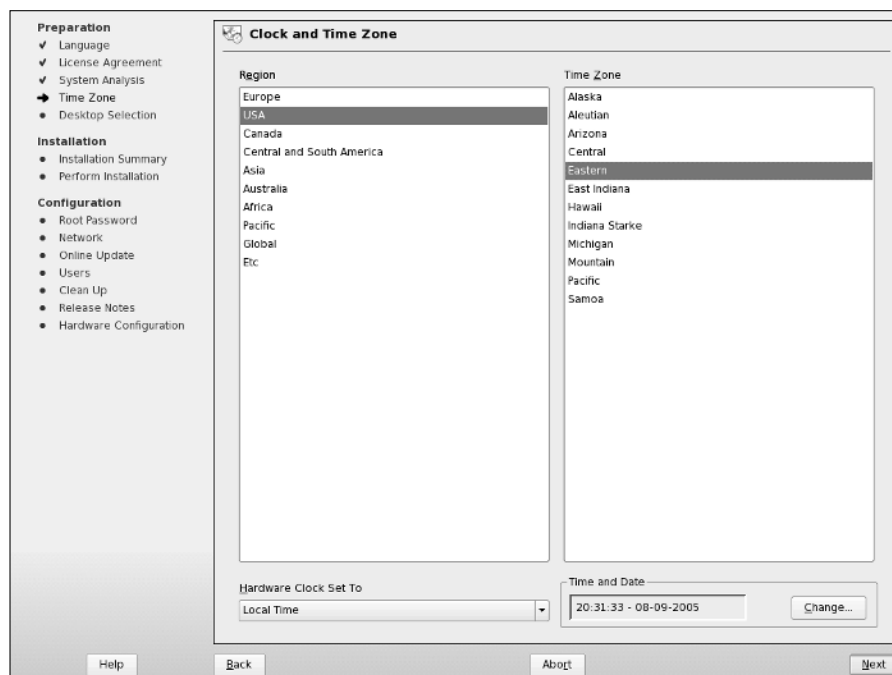 Preparation
Language
License Agreement
System Analysis
Time Zone
Desktop Selection
Installation
Installation Summary
Perform Installation
Configuration
Root Password
Network
Online Update
Users
Clean Up
Release Notes
Hardware Configuration
Clock and Time Zone
Region
Europe
USA
Canada
Central and South America
Asia
Australia
Africa
Pacific
Global
Etc
Time Zone
Alaska
Aleutian
Arizona
Central
Eastern
East Indiana
Hawaii
Indiana Starke
Michigan
Mountain
Pacific
Samoa
Hardware Clock Set To
Local Time
Time and Date
20:31:33 - 08-09-2005
Change...
Help
Back
Abort
Next